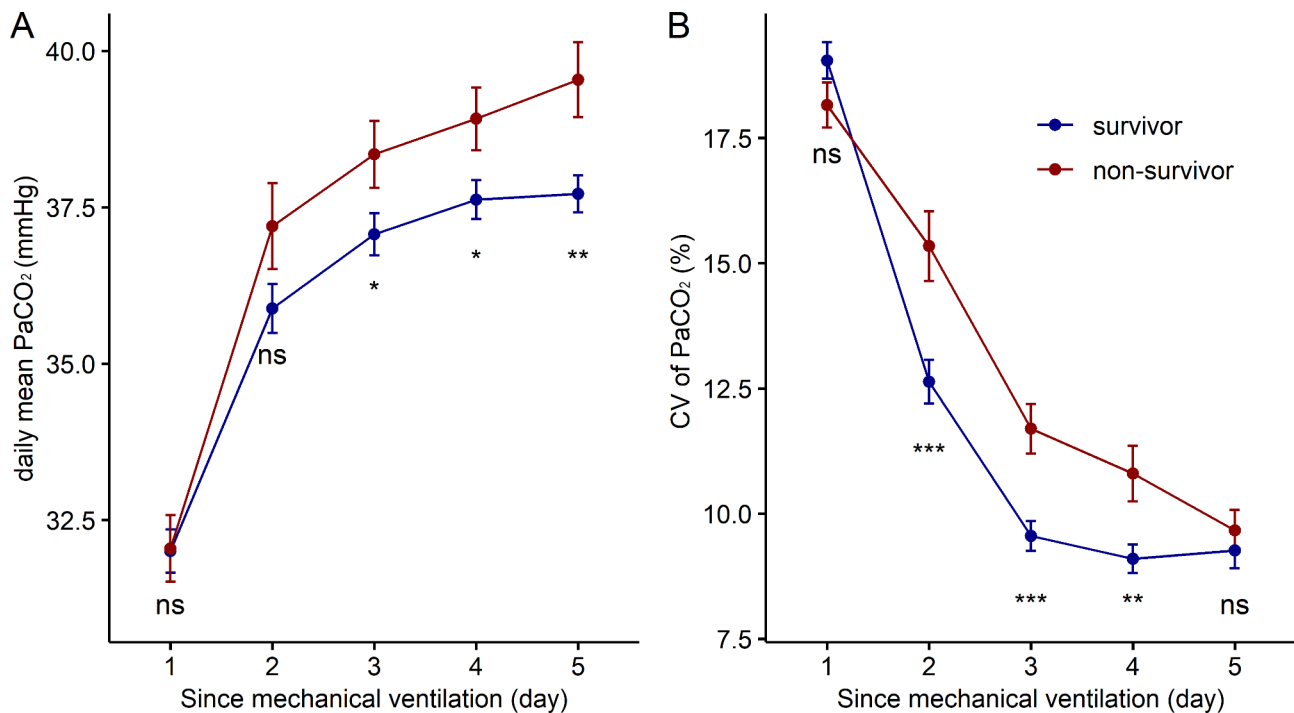 A
daily mean PaCO₂ (mmHg)
40.0
37.5
35.0
32.5
ns
ns
*
*
**
1 2 3 4 5
Since mechanical ventilation (day)
B
CV of PaCO₂ (%)
17.5
15.0
12.5
10.0
7.5
survivor
non-survivor
ns
***
***
**
ns
1 2 3 4 5
Since mechanical ventilation (day)